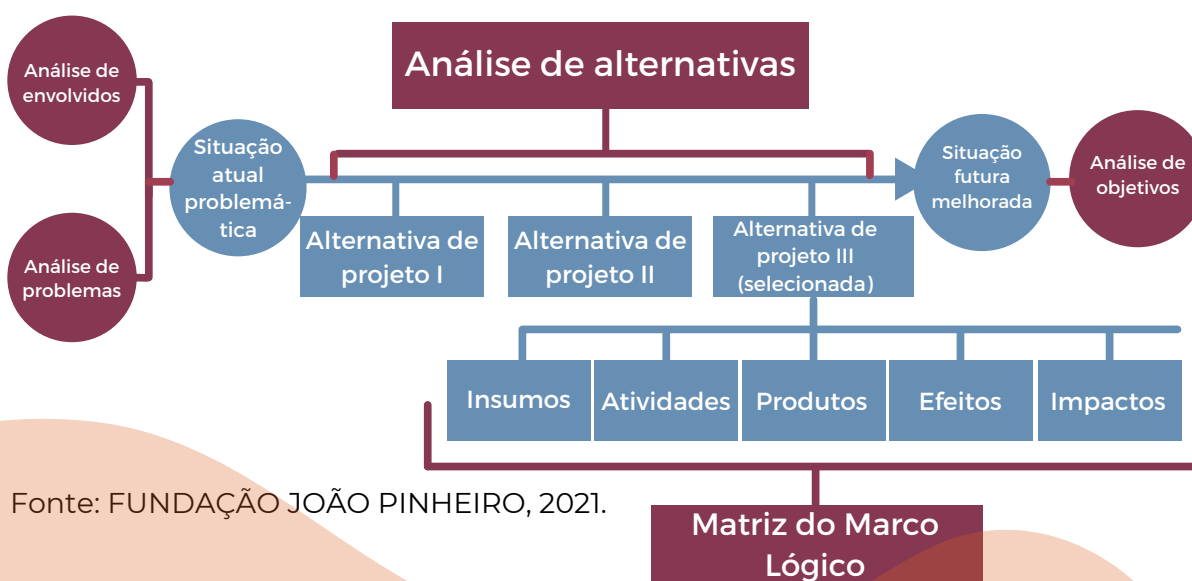 Análise de alternativas
Análise de
envolvidos
Situação
atual
problemá-
tica
Análise de
problemas
Situação
futura
melhorada
Análise de
objetivos
Alternativa de
projeto I
Alternativa de
projeto II
Alternativa de
projeto III
(selecionada)
Insumos
Atividades
Produtos
Efeitos
Impactos
Fonte: FUNDAÇÃO JOÃO PINHEIRO, 2021.
Matriz do Marco
Lógico